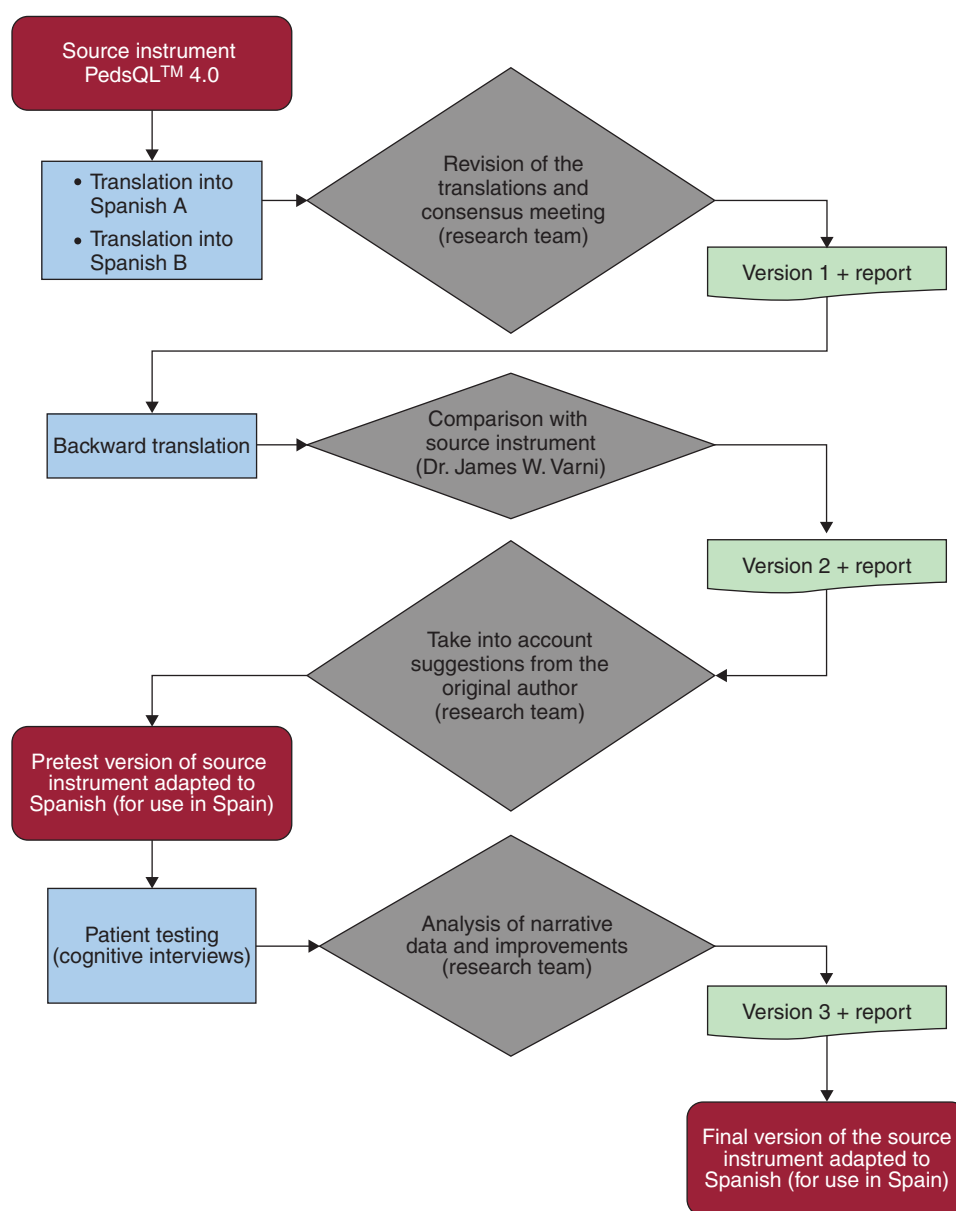 Source instrument
PedsQL™ 4.0
• Translation into
Spanish A
• Translation into
Spanish B
Revision of the
translations and
consensus meeting
(research team)
Version 1 + report
Backward translation
Comparison with
source instrument
(Dr. James W. Varni)
Version 2 + report
Take into account
suggestions from the
original author
(research team)
Pretest version of source
instrument adapted to
Spanish (for use in Spain)
Patient testing
(cognitive interviews)
Analysis of narrative
data and improvements
(research team)
Version 3 + report
Final version of the source
instrument adapted to
Spanish (for use in Spain)